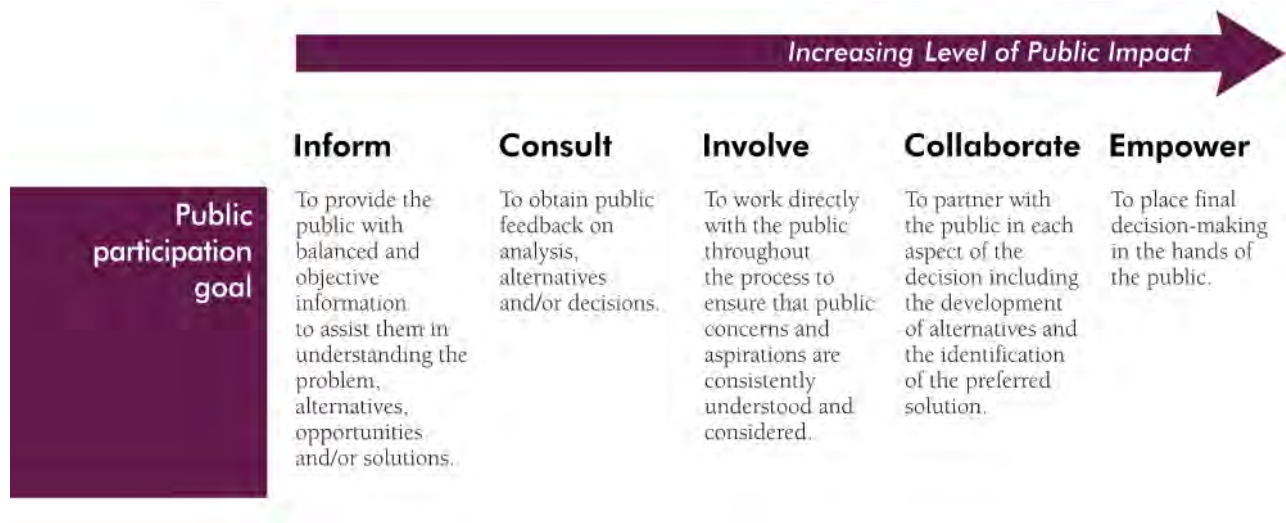 Increasing Level of Public Impact
Inform
Consult
Involve
Collaborate
Empower
Public
participation
goal
To provide the
public with
balanced and
objective
information
to assist them in
understanding the
problem,
alternatives,
opportunities
and/or solutions.
To obtain public
feedback on
analysis,
alternatives
and/or decisions.
To work directly
with the public
throughout
the process to
ensure that public
concerns and
aspirations are
consistently
understood and
considered.
To partner with
the public in each
aspect of the
decision including
the development
of alternatives and
the identification
of the preferred
solution.
To place final
decision-making
in the hands of
the public.